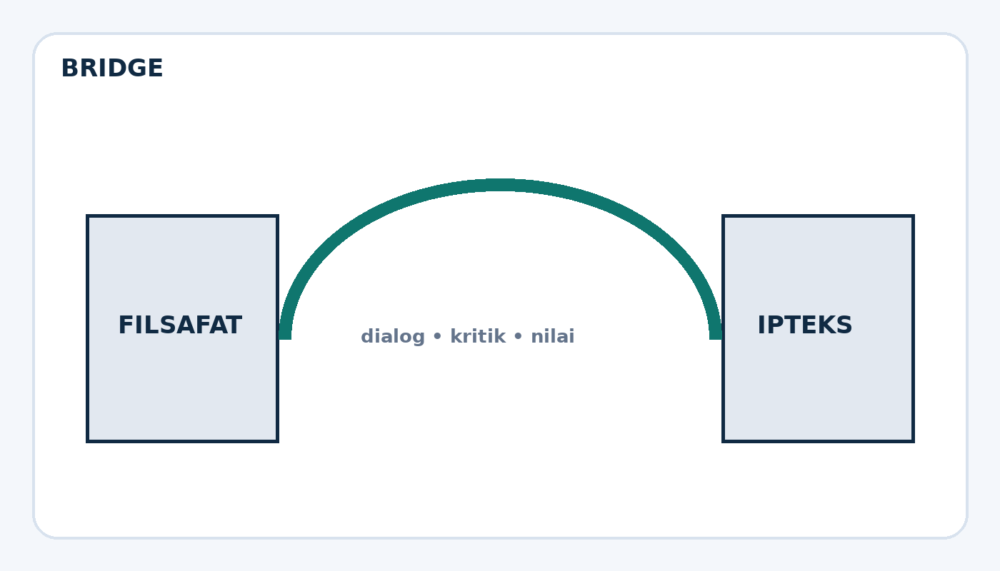 BRIDGE
FILSAFAT
dialog • kritik • nilai
IPTEKS